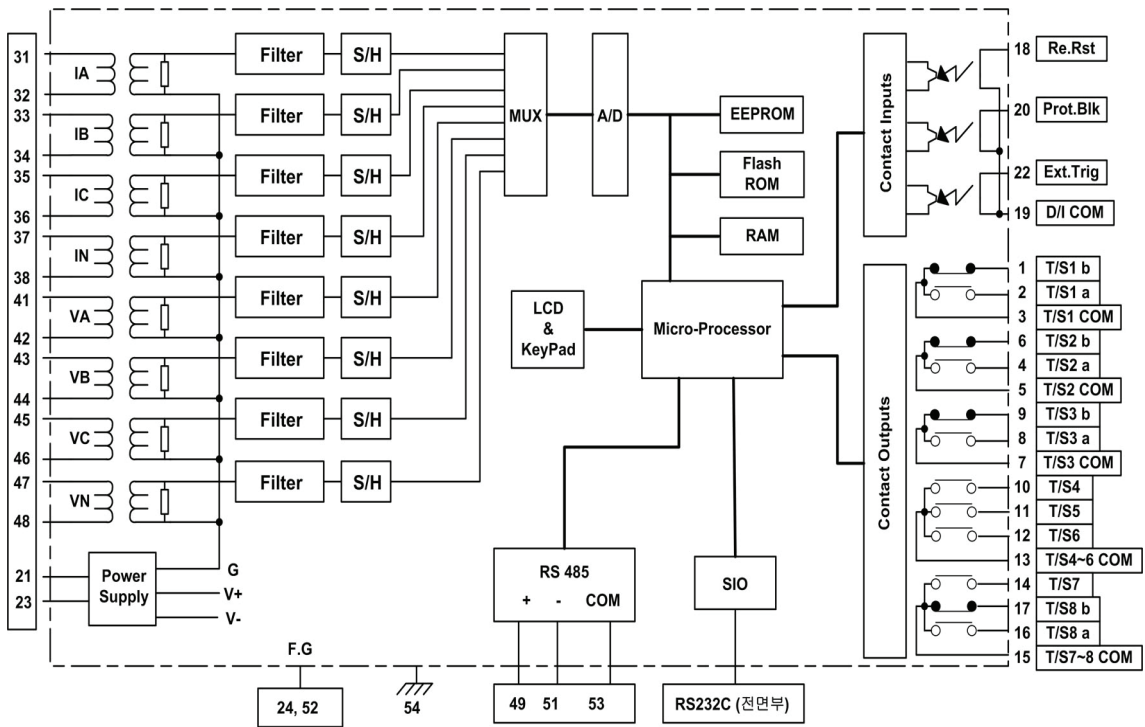 31
IA
32
Filter
S/H
33
IB
34
Filter
S/H
35
IC
36
Filter
S/H
37
IN
38
Filter
S/H
41
VA
42
Filter
S/H
43
VB
44
Filter
S/H
45
VC
46
Filter
S/H
47
VN
48
Filter
S/H
21
23
Power
Supply
G
V+
V-
MUX
A/D
EEPROM
Flash
ROM
RAM
LCD
&
KeyPad
Micro-Processor
RS 485
+ - COM
SIO
Contact Inputs
Contact Outputs
18 Re.Rst
20 Prot.Blk
22 Ext.Trig
19 D/I COM
1 T/S1 b
2 T/S1 a
3 T/S1 COM
6 T/S2 b
4 T/S2 a
5 T/S2 COM
9 T/S3 b
8 T/S3 a
7 T/S3 COM
10 T/S4
11 T/S5
12 T/S6
13 T/S4~6 COM
14 T/S7
17 T/S8 b
16 T/S8 a
15 T/S7~8 COM
F.G
24, 52
54
49 51 53
RS232C (전면부)